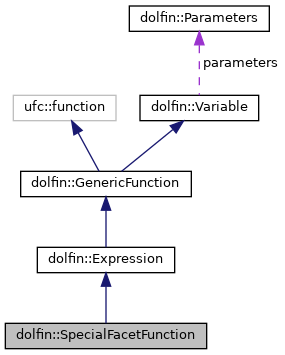 dolfin::Parameters
parameters
ufc::function
dolfin::Variable
dolfin::GenericFunction
dolfin::Expression
dolfin::SpecialFacetFunction